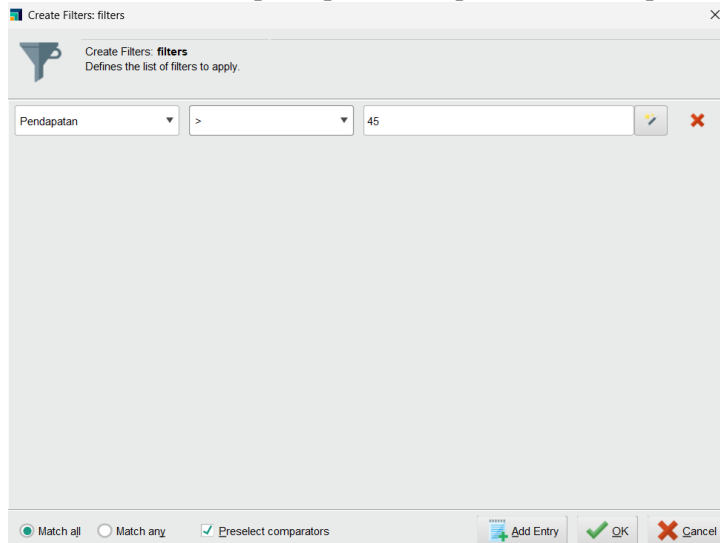 Create Filters: filters
Create Filters: filters
Defines the list of filters to apply.
Pendapatan > 45
Match all Match any Preselect comparators Add Entry OK Cancel